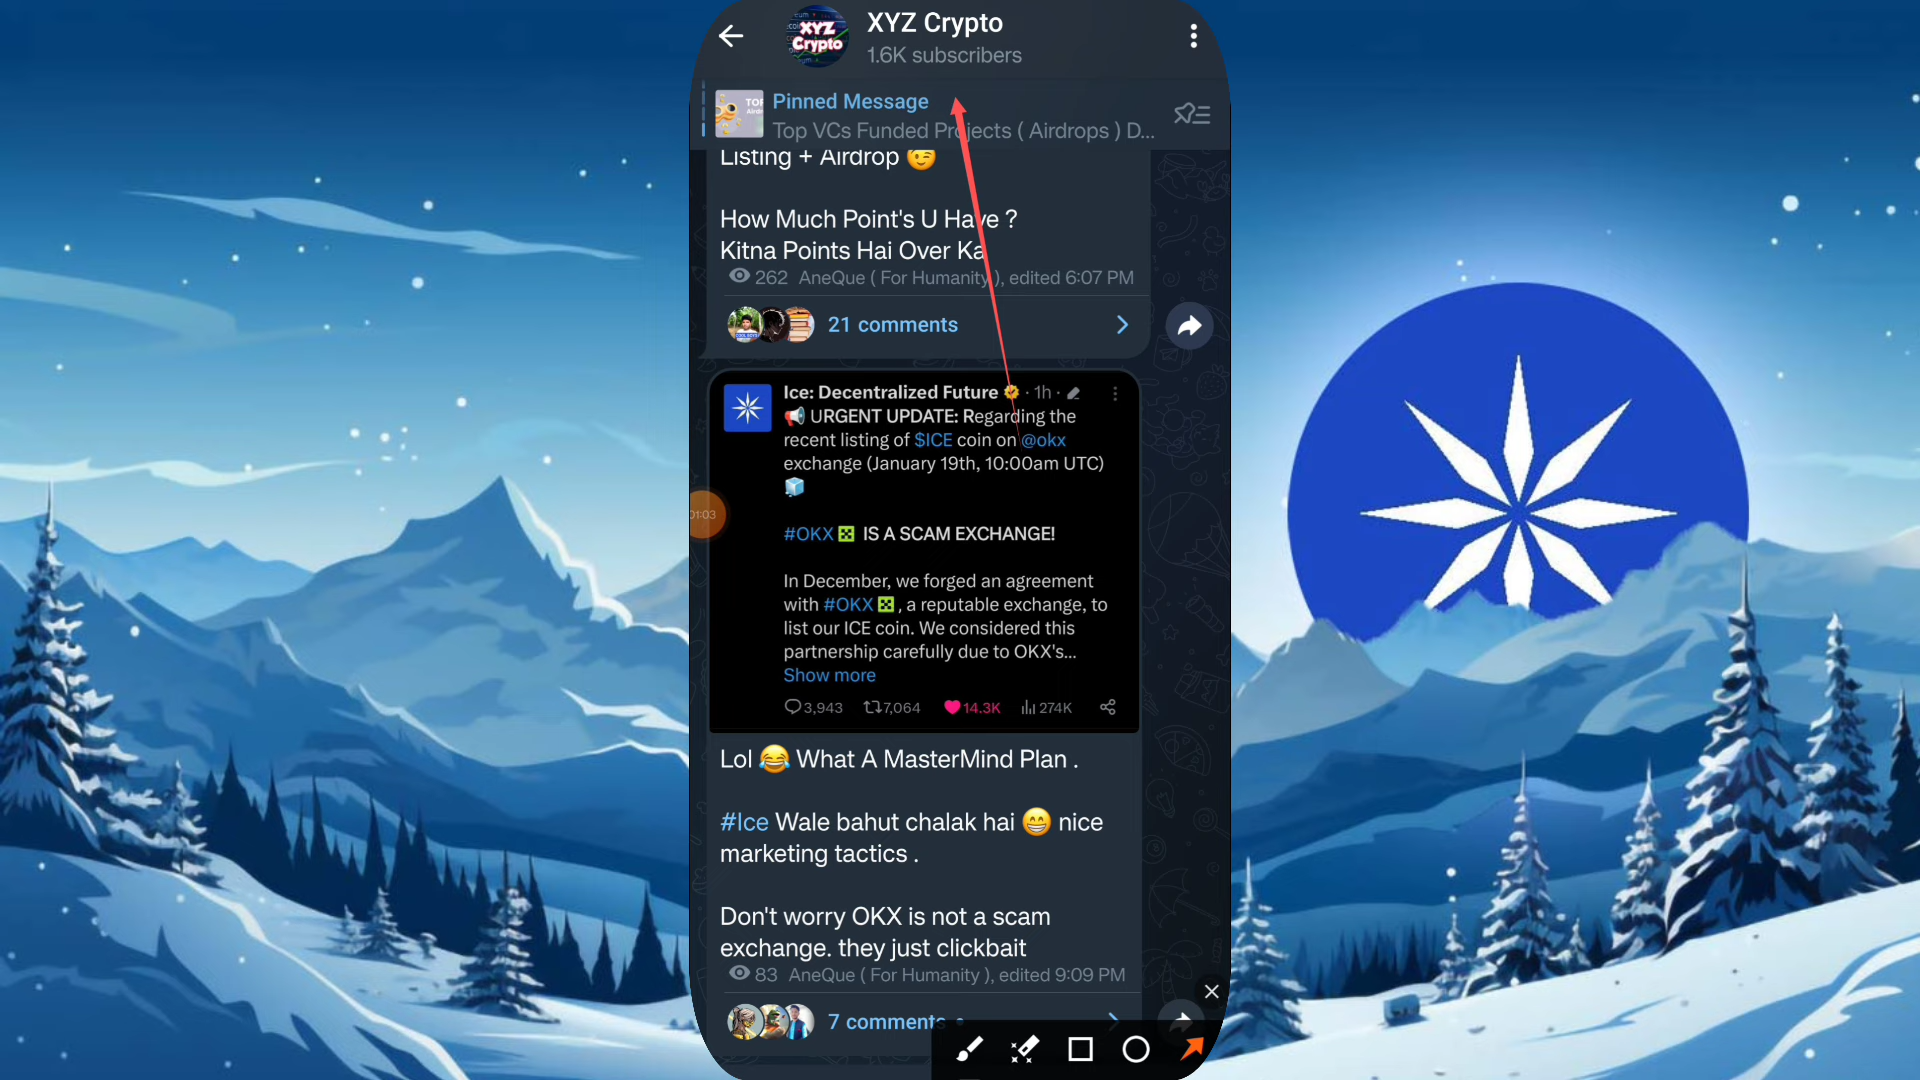 XYZ Crypto
XYZ Crypto
1.6K subscribers
Pinned Message
Top VCs Funded Projects ( Airdrops ) D...
Listing + Airdrop 😉
How Much Point's U Have ?
Kitna Points Hai Over Ka
262 AneQue ( For Humanity ), edited 6:07 PM
21 comments
Ice: Decentralized Future · 1h ·
📢 URGENT UPDATE: Regarding the
recent listing of $ICE coin on @okx
exchange (January 19th, 10:00am UTC)
🧊
01:03
#OKX IS A SCAM EXCHANGE!
In December, we forged an agreement
with #OKX , a reputable exchange, to
list our ICE coin. We considered this
partnership carefully due to OKX's...
Show more
3,943 7,064 14.3K 274K
Lol 😂 What A MasterMind Plan .
#Ice Wale bahut chalak hai 😁 nice
marketing tactics .
Don't worry OKX is not a scam
exchange. they just clickbait
83 AneQue ( For Humanity ), edited 9:09 PM
7 comments